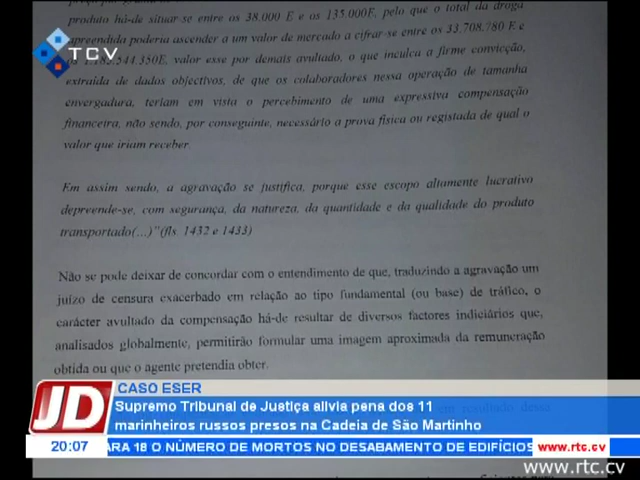 produto há-de situar-se entre os 38.000 E e os 135.000E, pelo que o total da droga
apreendida poderia ascender a um valor de mercado a cifrar-se entre os 33.708.780 E e
os 1.182.544.350E, valor esse por demais avultado, o que inculca a firme convicção,
extraída de dados objectivos, de que os colaboradores nessa operação de tamanha
envergadura, teriam em vista o percebimento de uma expressiva compensação
financeira, não sendo, por conseguinte, necessário a prova física ou registada de qual o
valor que iriam receber.
Em assim sendo, a agravação se justifica, porque esse escopo altamente lucrativo
depreende-se, com segurança, da natureza, da quantidade e da qualidade do produto
transportado(...)"(fls. 1432 e 1433)
Não se pode deixar de concordar com o entendimento de que, traduzindo a agravação um
juízo de censura exacerbado em relação ao tipo fundamental (ou base) de tráfico, o
carácter avultado da compensação há-de resultar de diversos factores indiciários que,
analisados globalmente, permitirão formular uma imagem aproximada da remuneração
obtida ou que o agente pretendia obter.
TCV
JD
CASO ESER
Supremo Tribunal de Justiça alivia pena dos 11
marinheiros russos presos na Cadeia de São Martinho
20:07
ARA 18 O NÚMERO DE MORTOS NO DESABAMENTO DE EDIFÍCIOS
www.rtc.cv
www.rtc.cv